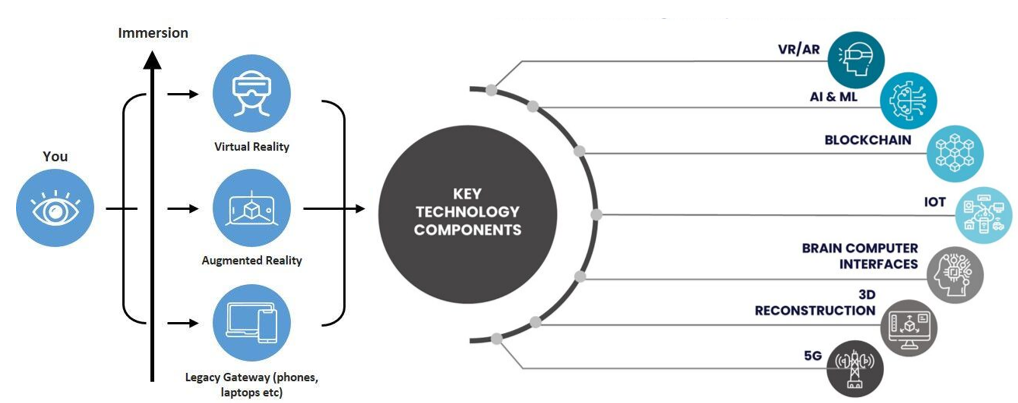 Immersion
You
Virtual Reality
Augmented Reality
Legacy Gateway (phones,
laptops etc)
KEY
TECHNOLOGY
COMPONENTS
VR/AR
AI & ML
BLOCKCHAIN
IOT
BRAIN COMPUTER
INTERFACES
3D
RECONSTRUCTION
5G